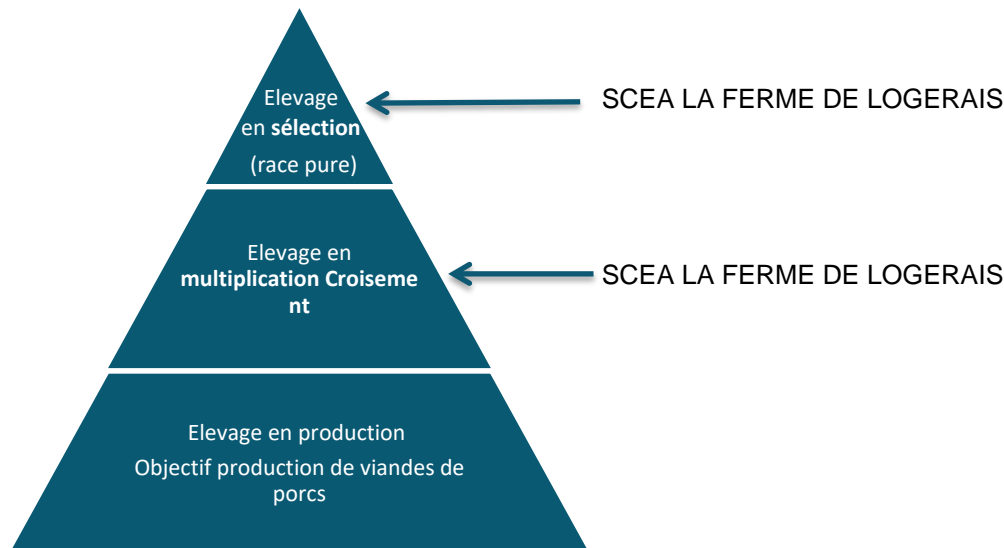 Elevage
en sélection
(race pure)
SCEA LA FERME DE LOGERAIS
Elevage en
multiplication Croiseme
nt
SCEA LA FERME DE LOGERAIS
Elevage en production
Objectif production de viandes de
porcs